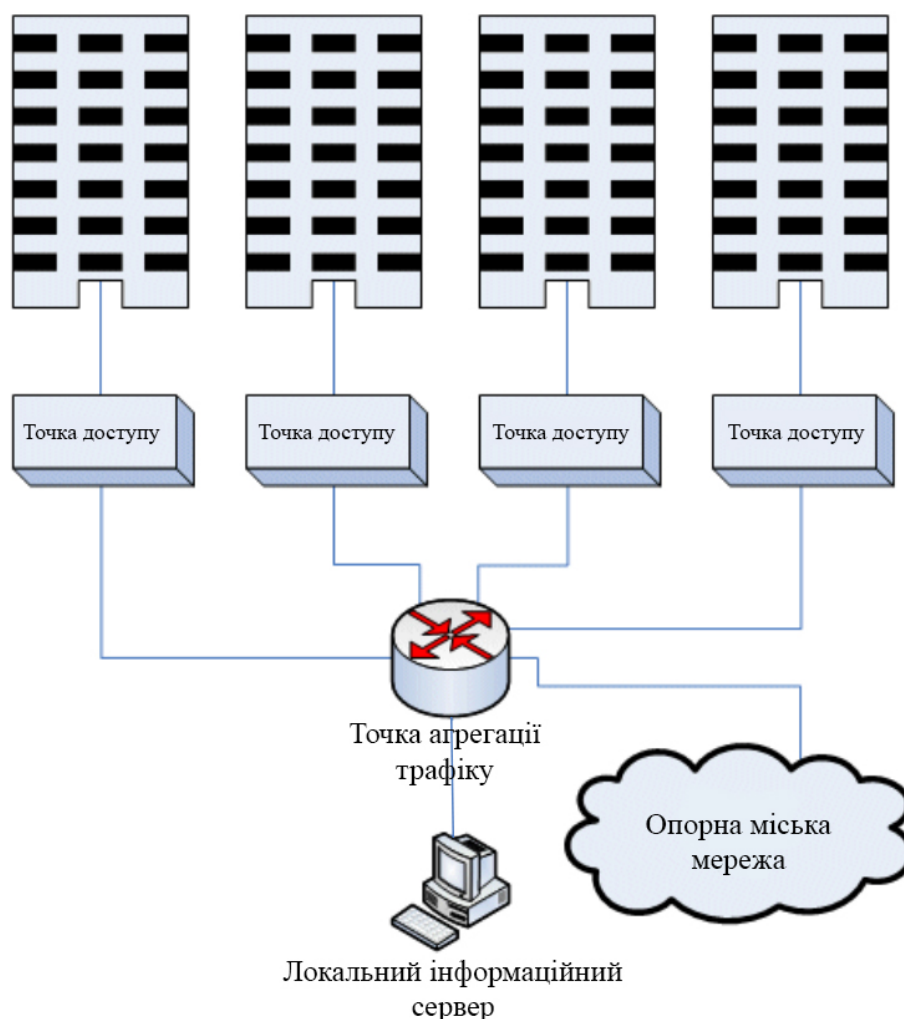 Точка доступу
Точка доступу
Точка доступу
Точка доступу
Точка агрегації
трафіку
Опорна міська
мережа
Локальний інформаційний
сервер